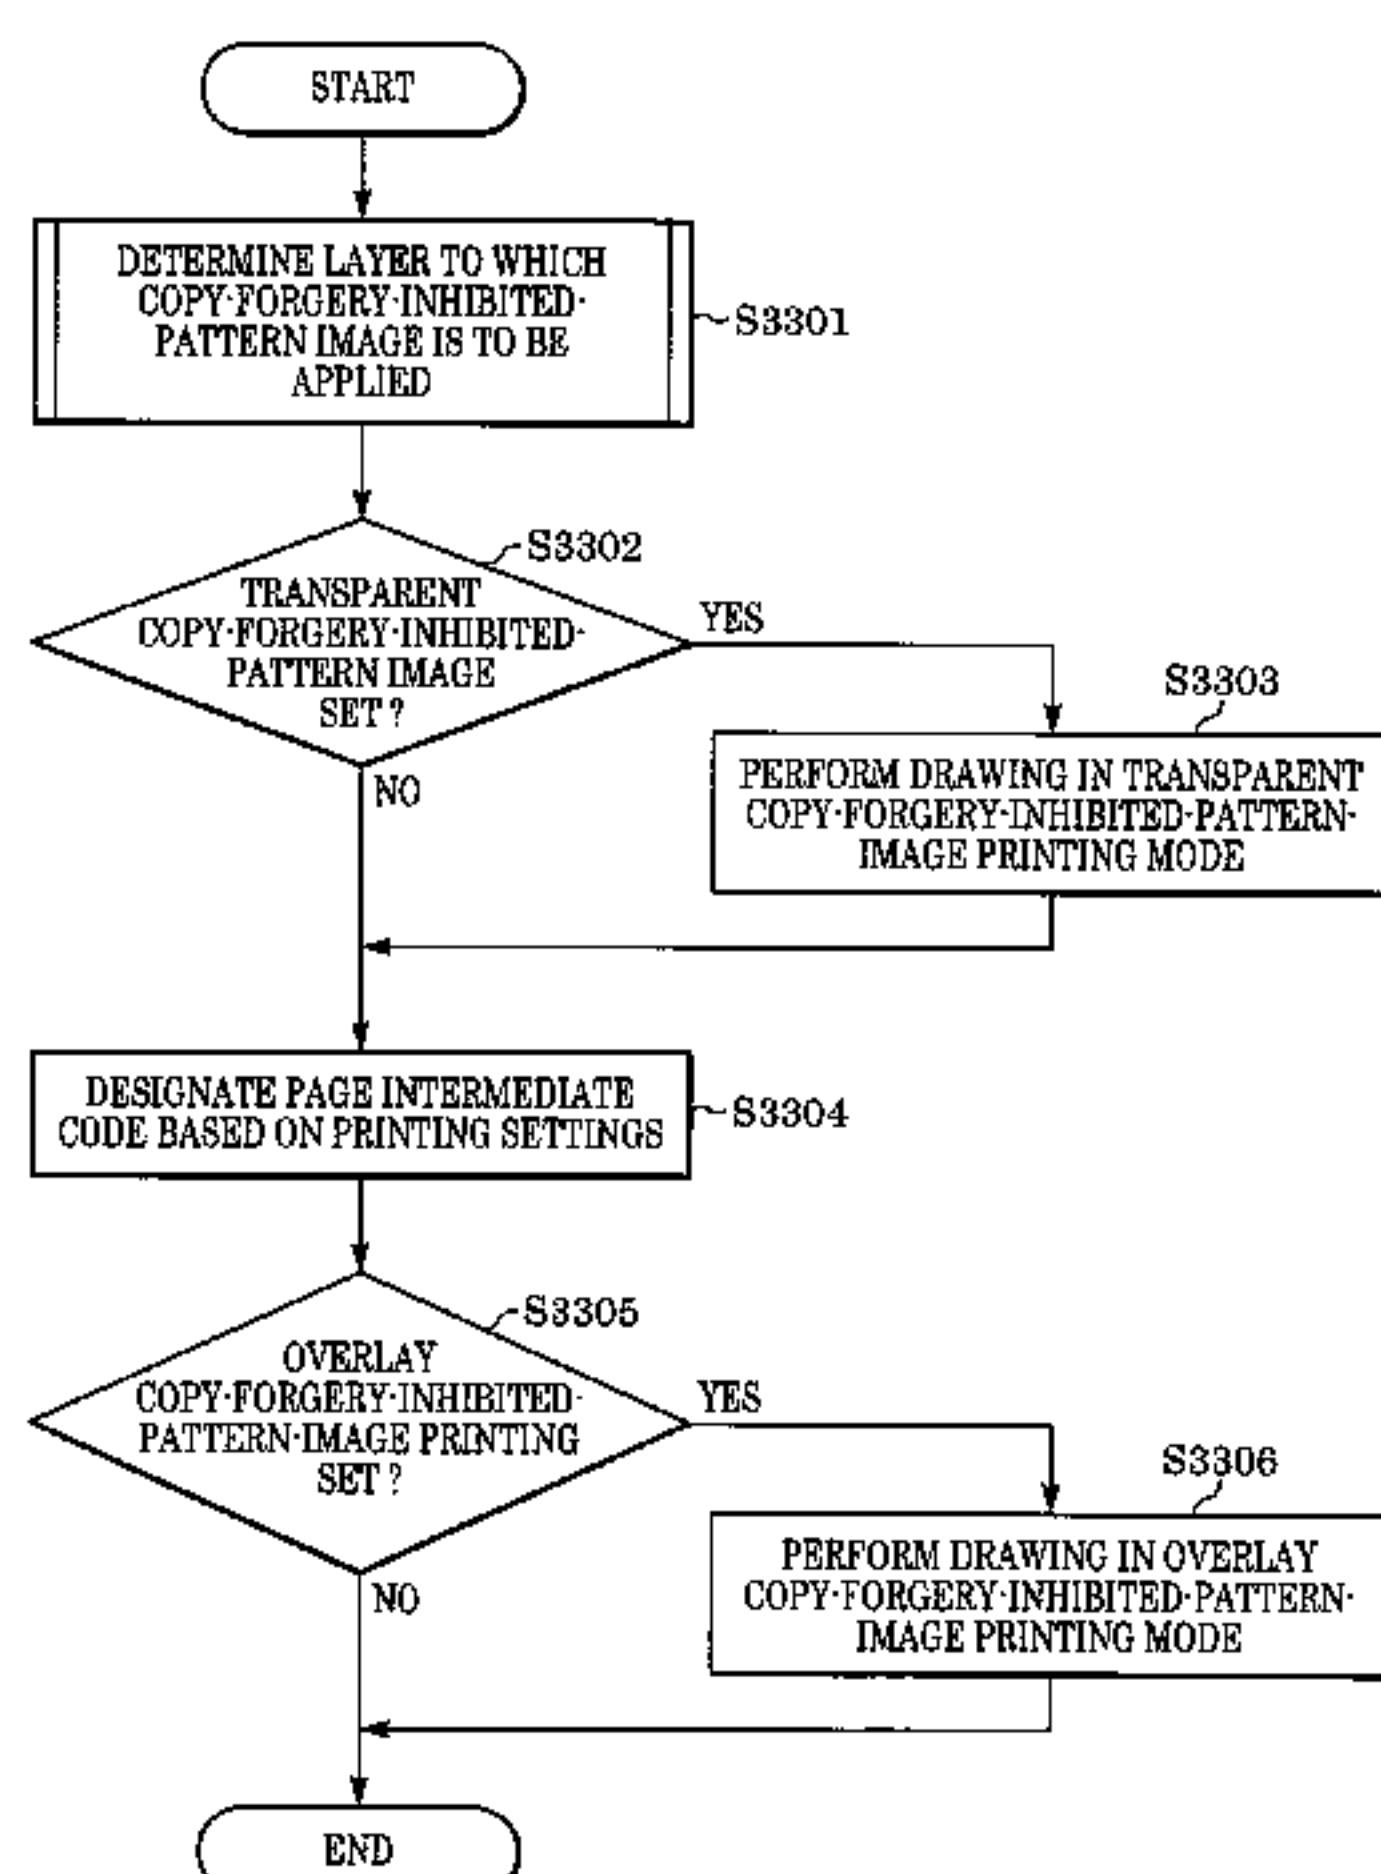 START
DETERMINE LAYER TO WHICH
COPY-FORGERY-INHIBITED-
PATTERN IMAGE IS TO BE
APPLIED
S3301
S3302
TRANSPARENT
COPY-FORGERY-INHIBITED-
PATTERN IMAGE
SET ?
YES
NO
S3303
PERFORM DRAWING IN TRANSPARENT
COPY-FORGERY-INHIBITED-PATTERN-
IMAGE PRINTING MODE
DESIGNATE PAGE INTERMEDIATE
CODE BASED ON PRINTING SETTINGS
S3304
S3305
OVERLAY
COPY-FORGERY-INHIBITED-
PATTERN-IMAGE PRINTING
SET ?
YES
NO
S3306
PERFORM DRAWING IN OVERLAY
COPY-FORGERY-INHIBITED-PATTERN-
IMAGE PRINTING MODE
END